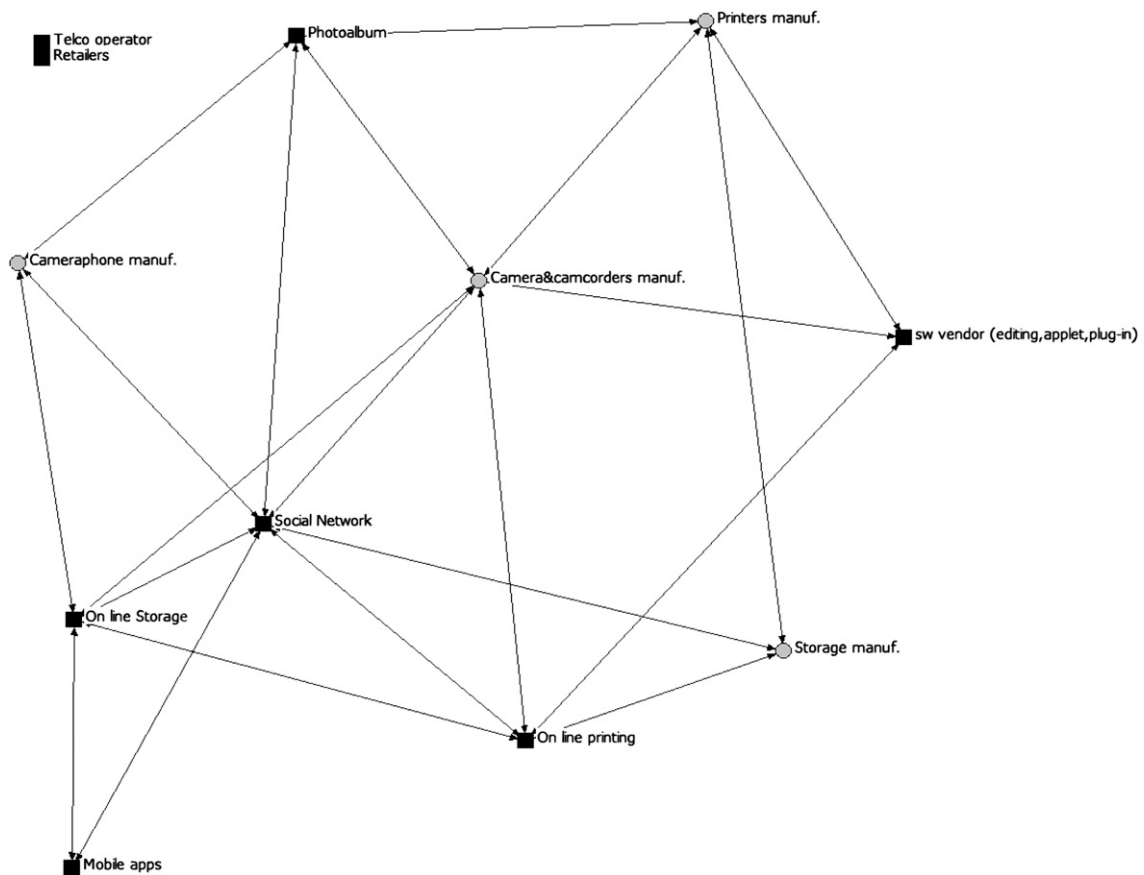 Telco operator
Retailers
Photoalbum
Printers manuf.
Cameraphone manuf.
Camera&camcorders manuf.
sw vendor (editing,applet,plug-in)
Social Network
On line Storage
Storage manuf.
On line printing
Mobile apps